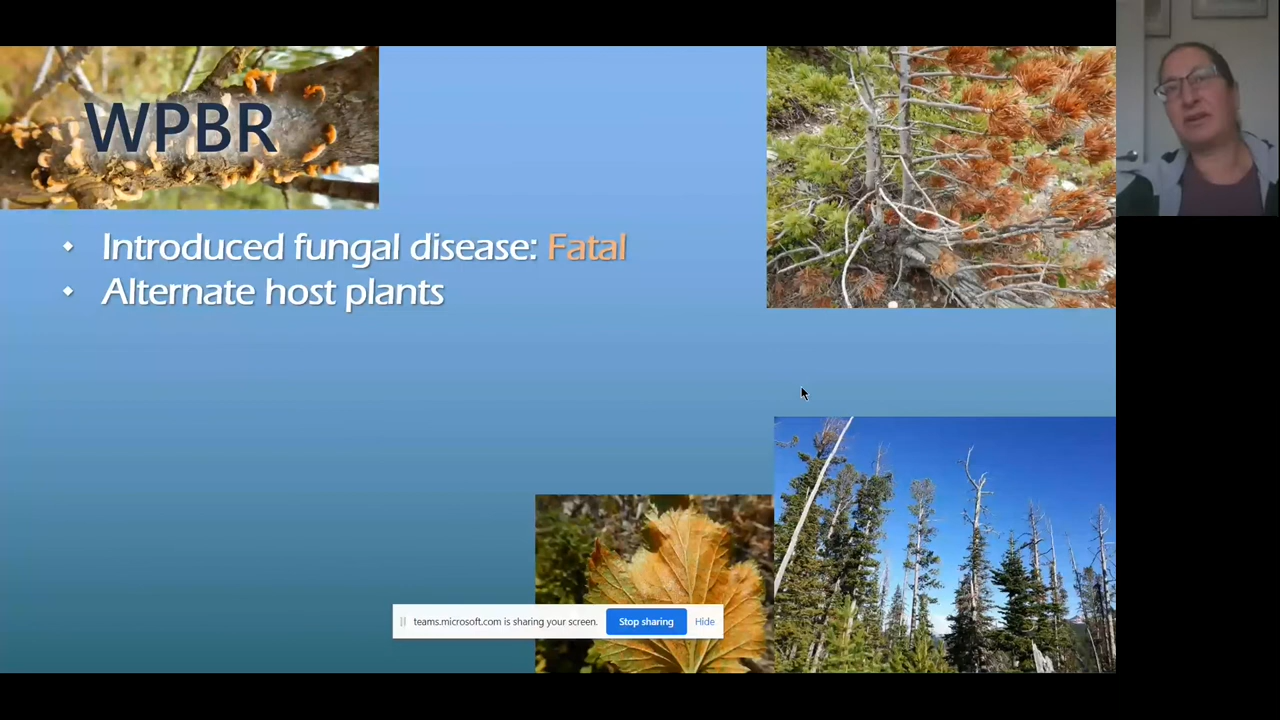 WPBR
Introduced fungal disease: Fatal
Alternate host plants
teams.microsoft.com is sharing your screen.
Stop sharing
Hide